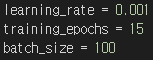 learning_rate = 0.001
training_epochs = 15
batch_size = 100